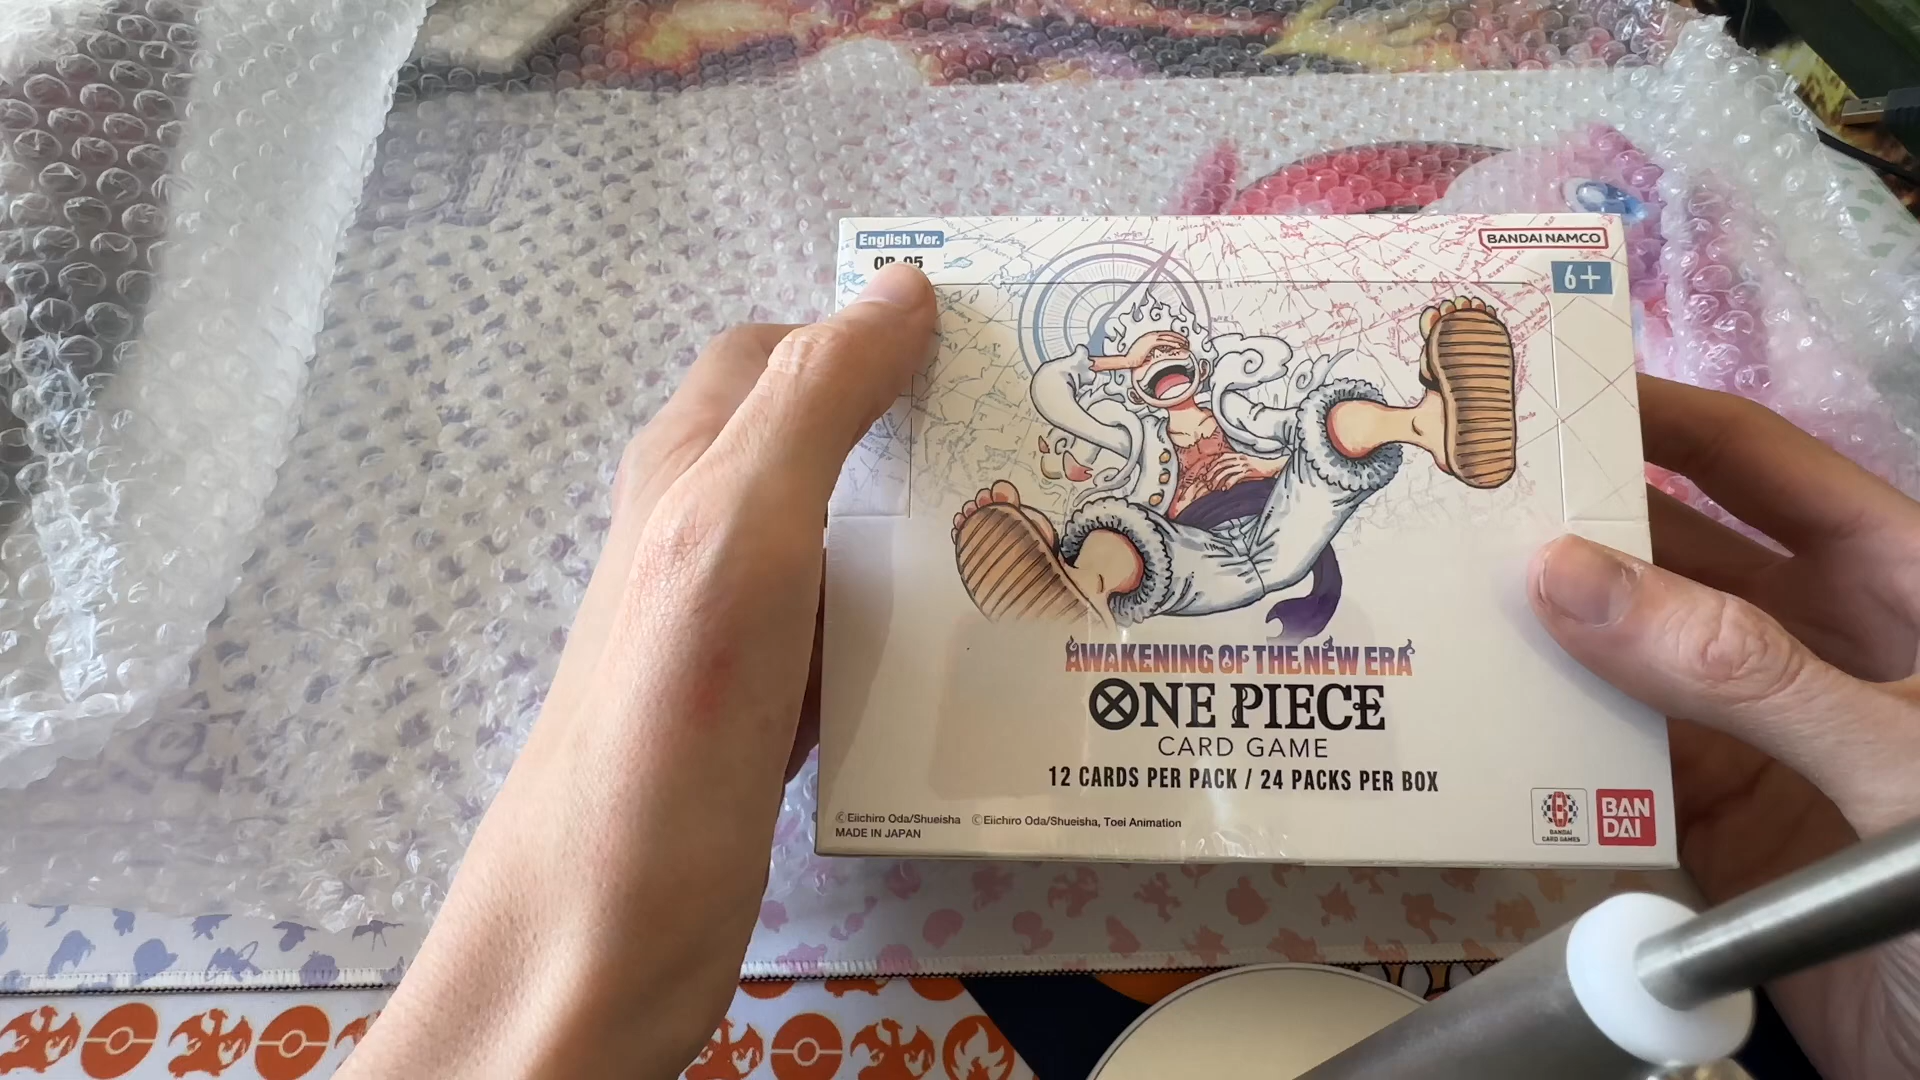 English Ver.
OP-05
BANDAI NAMCO
6+
AWAKENING OF THE NEW ERA
ONE PIECE
CARD GAME
12 CARDS PER PACK / 24 PACKS PER BOX
©Eiichiro Oda/Shueisha ©Eiichiro Oda/Shueisha, Toei Animation
MADE IN JAPAN
BANDAI
CARD GAMES
BAN
DAI